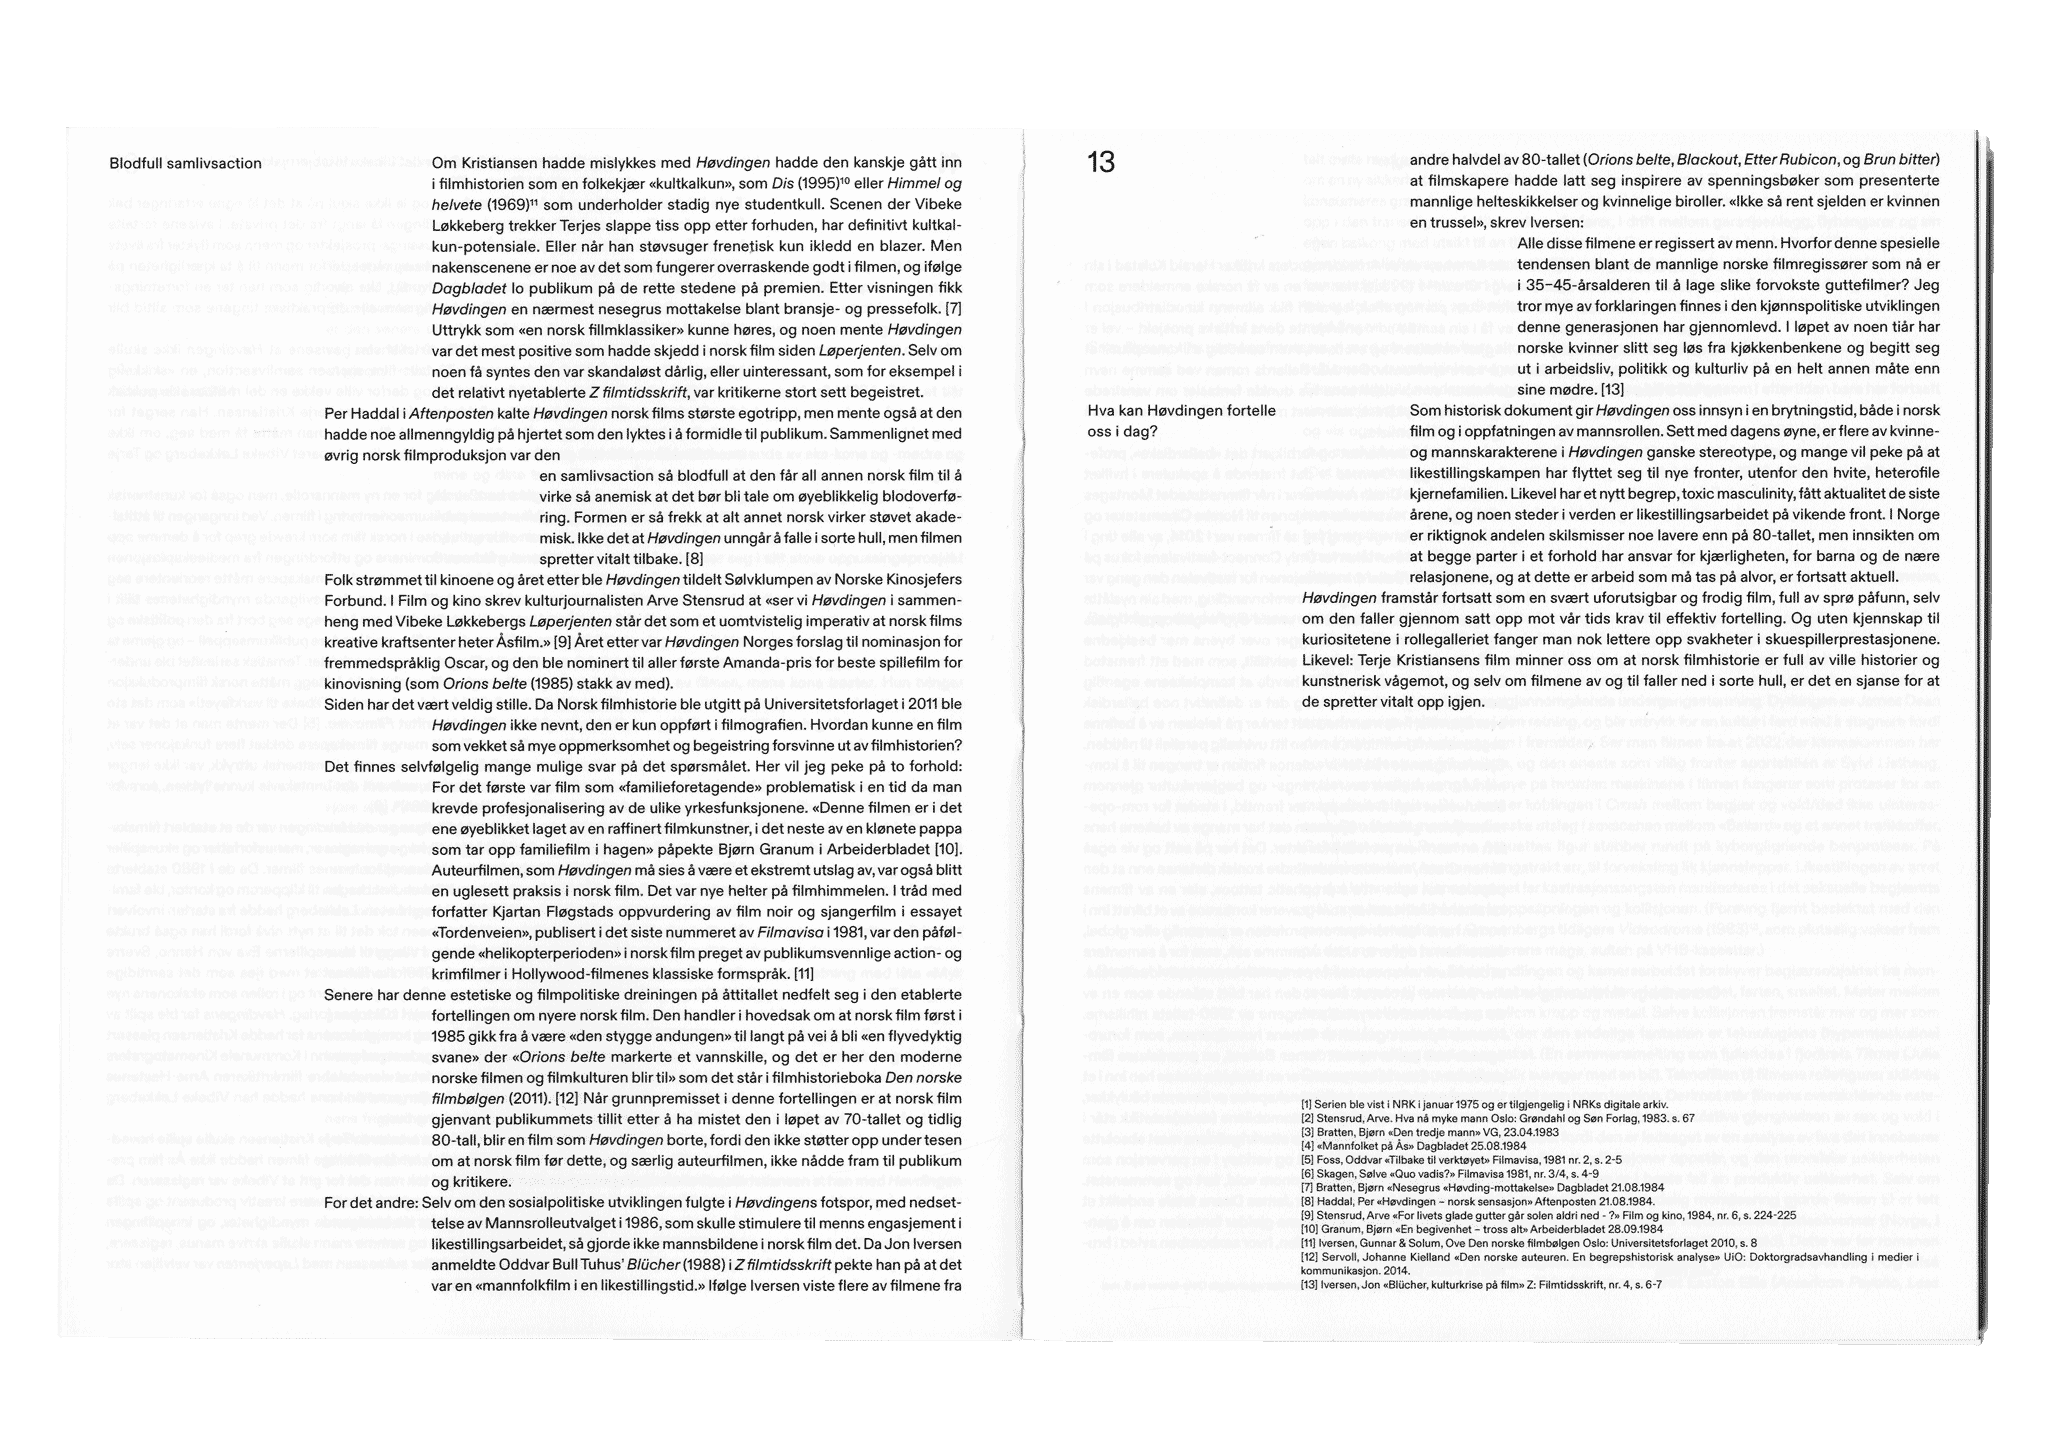 Blodfull samlivsaction
Om Kristiansen hadde mislykkes med Høvdingen hadde den kanskje gått inn
i filmhistorien som en folkekjær «kultkalkun», som Dis (1995)¹⁰ eller Himmel og
helvete (1969)¹¹ som underholder stadig nye studentkull. Scenen der Vibeke
Løkkeberg trekker Terjes slappe tiss opp etter forhuden, har definitivt kultkal-
kun-potensiale. Eller når han støvsuger frenetisk kun ikledd en blazer. Men
nakenscenene er noe av det som fungerer overraskende godt i filmen, og ifølge
Dagbladet lo publikum på de rette stedene på premien. Etter visningen fikk
Høvdingen en nærmest nesegrus mottakelse blant bransje- og pressefolk. [7]
Uttrykk som «en norsk fillmklassiker» kunne høres, og noen mente Høvdingen
var det mest positive som hadde skjedd i norsk film siden Løperjenten. Selv om
noen få syntes den var skandaløst dårlig, eller uinteressant, som for eksempel i
det relativt nyetablerte Z filmtidsskrift, var kritikerne stort sett begeistret.
Per Haddal i Aftenposten kalte Høvdingen norsk films største egotripp, men mente også at den
hadde noe allmenngyldig på hjertet som den lyktes i å formidle til publikum. Sammenlignet med
øvrig norsk filmproduksjon var den
en samlivsaction så blodfull at den får all annen norsk film til å
virke så anemisk at det bør bli tale om øyeblikkelig blodoverfø-
ring. Formen er så frekk at alt annet norsk virker støvet akade-
misk. Ikke det at Høvdingen unngår å falle i sorte hull, men filmen
spretter vitalt tilbake. [8]
Folk strømmet til kinoene og året etter ble Høvdingen tildelt Sølvklumpen av Norske Kinosjefers
Forbund. I Film og kino skrev kulturjournalisten Arve Stensrud at «ser vi Høvdingen i sammen-
heng med Vibeke Løkkebergs Løperjenten står det som et uomtvistelig imperativ at norsk films
kreative kraftsenter heter Åsfilm.» [9] Året etter var Høvdingen Norges forslag til nominasjon for
fremmedspråklig Oscar, og den ble nominert til aller første Amanda-pris for beste spillefilm for
kinovisning (som Orions belte (1985) stakk av med).
Siden har det vært veldig stille. Da Norsk filmhistorie ble utgitt på Universitetsforlaget i 2011 ble
Høvdingen ikke nevnt, den er kun oppført i filmografien. Hvordan kunne en film
som vekket så mye oppmerksomhet og begeistring forsvinne ut av filmhistorien?
Det finnes selvfølgelig mange mulige svar på det spørsmålet. Her vil jeg peke på to forhold:
For det første var film som «familieforetagende» problematisk i en tid da man
krevde profesjonalisering av de ulike yrkesfunksjonene. «Denne filmen er i det
ene øyeblikket laget av en raffinert filmkunstner, i det neste av en klønete pappa
som tar opp familiefilm i hagen» påpekte Bjørn Granum i Arbeiderbladet [10].
Auteurfilmen, som Høvdingen må sies å være et ekstremt utslag av, var også blitt
en uglesett praksis i norsk film. Det var nye helter på filmhimmelen. I tråd med
forfatter Kjartan Fløgstads oppvurdering av film noir og sjangerfilm i essayet
«Tordenveien», publisert i det siste nummeret av Filmavisa i 1981, var den påføl-
gende «helikopterperioden» i norsk film preget av publikumsvennlige action- og
krimfilmer i Hollywood-filmenes klassiske formspråk. [11]
Senere har denne estetiske og filmpolitiske dreiningen på åttitallet nedfelt seg i den etablerte
fortellingen om nyere norsk film. Den handler i hovedsak om at norsk film først i
1985 gikk fra å være «den stygge andungen» til langt på vei å bli «en flyvedyktig
svane» der «Orions belte markerte et vannskille, og det er her den moderne
norske filmen og filmkulturen blir til» som det står i filmhistorieboka Den norske
filmbølgen (2011). [12] Når grunnpremisset i denne fortellingen er at norsk film
gjenvant publikummets tillit etter å ha mistet den i løpet av 70-tallet og tidlig
80-tall, blir en film som Høvdingen borte, fordi den ikke støtter opp under tesen
om at norsk film før dette, og særlig auteurfilmen, ikke nådde fram til publikum
og kritikere.
For det andre: Selv om den sosialpolitiske utviklingen fulgte i Høvdingens fotspor, med nedset-
telse av Mannsrolleutvalget i 1986, som skulle stimulere til menns engasjement i
likestillingsarbeidet, så gjorde ikke mannsbildene i norsk film det. Da Jon Iversen
anmeldte Oddvar Bull Tuhus' Blücher (1988) i Z filmtidsskrift pekte han på at det
var en «mannfolkfilm i en likestillingstid.» Ifølge Iversen viste flere av filmene fra
13
andre halvdel av 80-tallet (Orions belte, Blackout, Etter Rubicon, og Brun bitter)
at filmskapere hadde latt seg inspirere av spenningsbøker som presenterte
mannlige helteskikkelser og kvinnelige biroller. «Ikke så rent sjelden er kvinnen
en trussel», skrev Iversen:
Alle disse filmene er regissert av menn. Hvorfor denne spesielle
tendensen blant de mannlige norske filmregissører som nå er
i 35–45-årsalderen til å lage slike forvokste guttefilmer? Jeg
tror mye av forklaringen finnes i den kjønnspolitiske utviklingen
denne generasjonen har gjennomlevd. I løpet av noen tiår har
norske kvinner slitt seg løs fra kjøkkenbenkene og begitt seg
ut i arbeidsliv, politikk og kulturliv på en helt annen måte enn
sine mødre. [13]
Hva kan Høvdingen fortelle
oss i dag?
Som historisk dokument gir Høvdingen oss innsyn i en brytningstid, både i norsk
film og i oppfatningen av mannsrollen. Sett med dagens øyne, er flere av kvinne-
og mannskarakterene i Høvdingen ganske stereotype, og mange vil peke på at
likestillingskampen har flyttet seg til nye fronter, utenfor den hvite, heterofile
kjernefamilien. Likevel har et nytt begrep, toxic masculinity, fått aktualitet de siste
årene, og noen steder i verden er likestillingsarbeidet på vikende front. I Norge
er riktignok andelen skilsmisser noe lavere enn på 80-tallet, men innsikten om
at begge parter i et forhold har ansvar for kjærligheten, for barna og de nære
relasjonene, og at dette er arbeid som må tas på alvor, er fortsatt aktuell.
Høvdingen framstår fortsatt som en svært uforutsigbar og frodig film, full av sprø påfunn, selv
om den faller gjennom satt opp mot vår tids krav til effektiv fortelling. Og uten kjennskap til
kuriositetene i rollegalleriet fanger man nok lettere opp svakheter i skuespillerprestasjonene.
Likevel: Terje Kristiansens film minner oss om at norsk filmhistorie er full av ville historier og
kunstnerisk vågemot, og selv om filmene av og til faller ned i sorte hull, er det en sjanse for at
de spretter vitalt opp igjen.
[1] Serien ble vist i NRK i januar 1975 og er tilgjengelig i NRKs digitale arkiv.
[2] Stensrud, Arve. Hva nå myke mann Oslo: Grøndahl og Søn Forlag, 1983. s. 67
[3] Bratten, Bjørn «Den tredje mann» VG, 23.04.1983
[4] «Mannfolket på Ås» Dagbladet 25.08.1984
[5] Foss, Oddvar «Tilbake til verktøyet» Filmavisa, 1981 nr. 2, s. 2-5
[6] Skagen, Sølve «Quo vadis?» Filmavisa 1981, nr. 3/4, s. 4-9
[7] Bratten, Bjørn «Nesegrus «Høvding-mottakelse» Dagbladet 21.08.1984
[8] Haddal, Per «Høvdingen – norsk sensasjon» Aftenposten 21.08.1984.
[9] Stensrud, Arve «For livets glade gutter går solen aldri ned - ?» Film og kino, 1984, nr. 6, s. 224-225
[10] Granum, Bjørn «En begivenhet – tross alt» Arbeiderbladet 28.09.1984
[11] Iversen, Gunnar & Solum, Ove Den norske filmbølgen Oslo: Universitetsforlaget 2010, s. 8
[12] Servoll, Johanne Kielland «Den norske auteuren. En begrepshistorisk analyse» UiO: Doktorgradsavhandling i medier i
kommunikasjon. 2014.
[13] Iversen, Jon «Blücher, kulturkrise på film» Z: Filmtidsskrift, nr. 4, s. 6-7